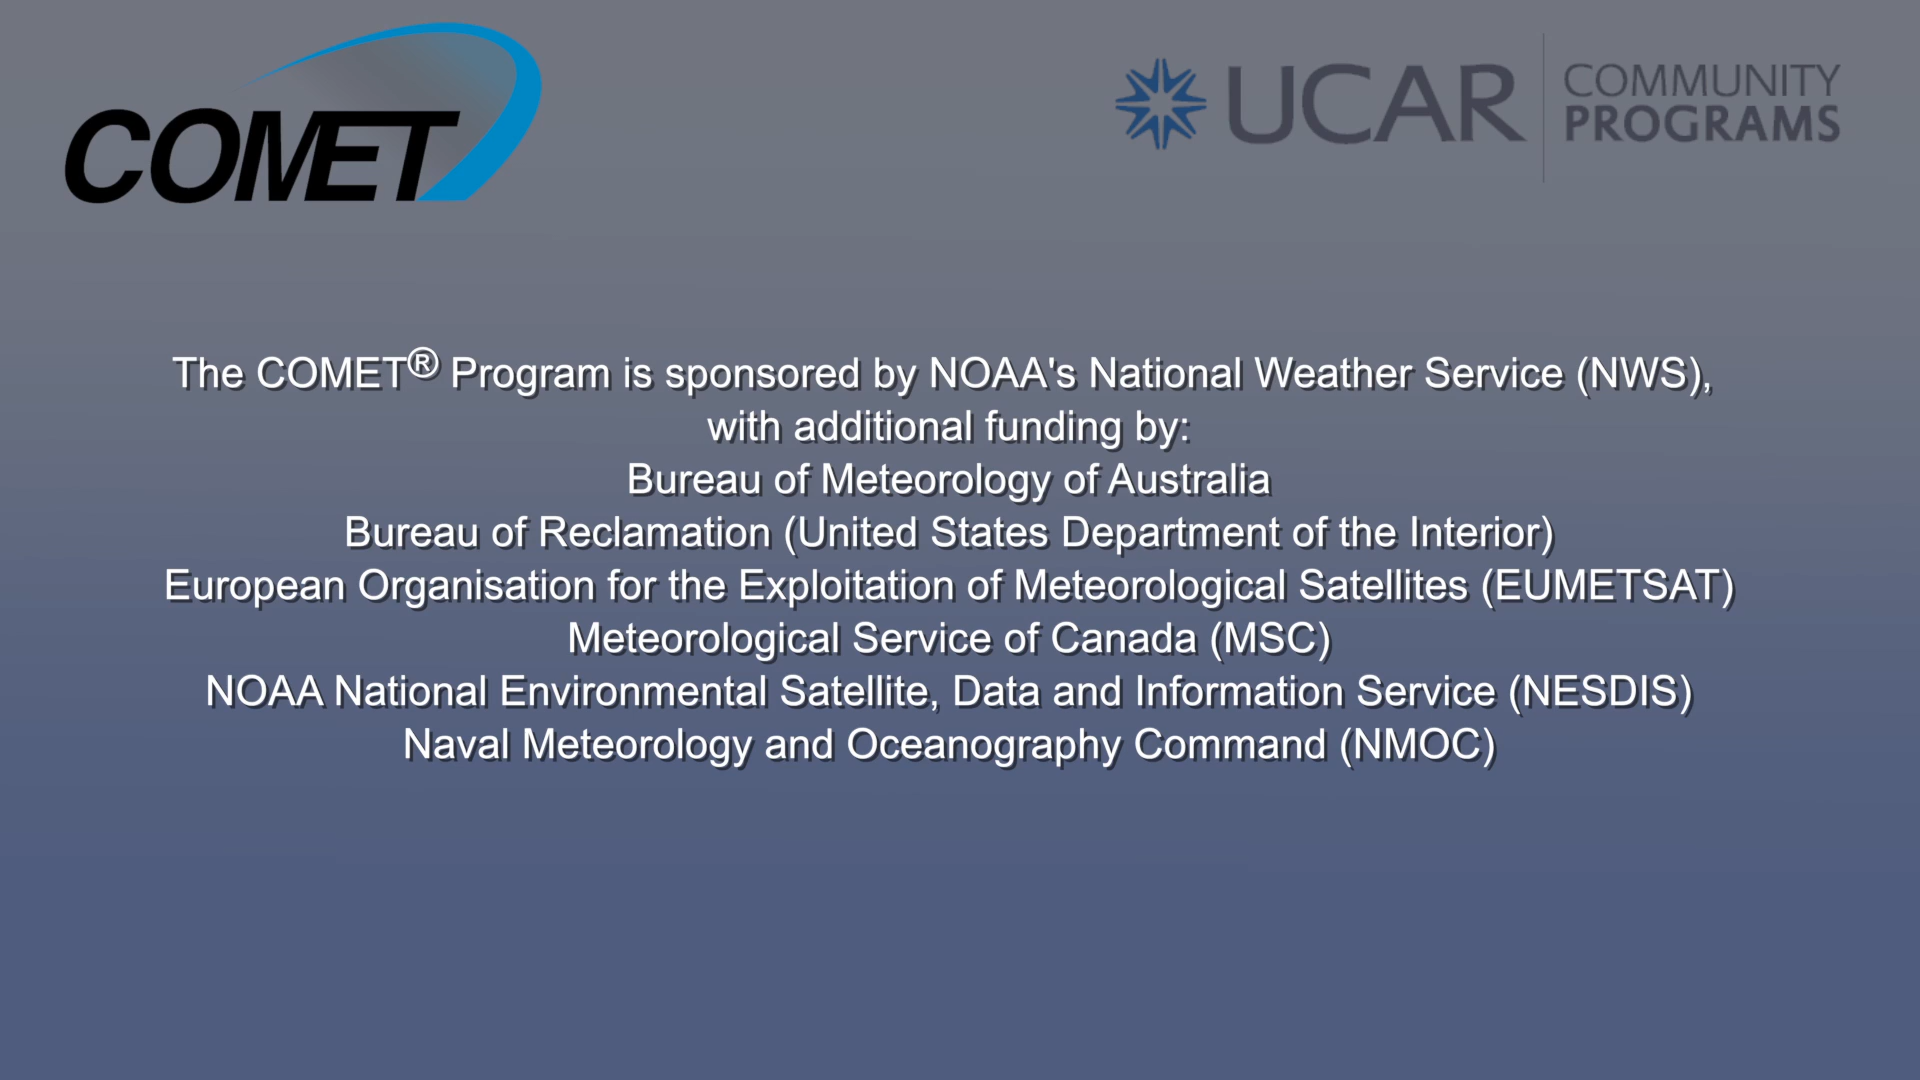 COMET
UCAR
COMMUNITY
PROGRAMS
The COMET® Program is sponsored by NOAA's National Weather Service (NWS),
with additional funding by:
Bureau of Meteorology of Australia
Bureau of Reclamation (United States Department of the Interior)
European Organisation for the Exploitation of Meteorological Satellites (EUMETSAT)
Meteorological Service of Canada (MSC)
NOAA National Environmental Satellite, Data and Information Service (NESDIS)
Naval Meteorology and Oceanography Command (NMOC)